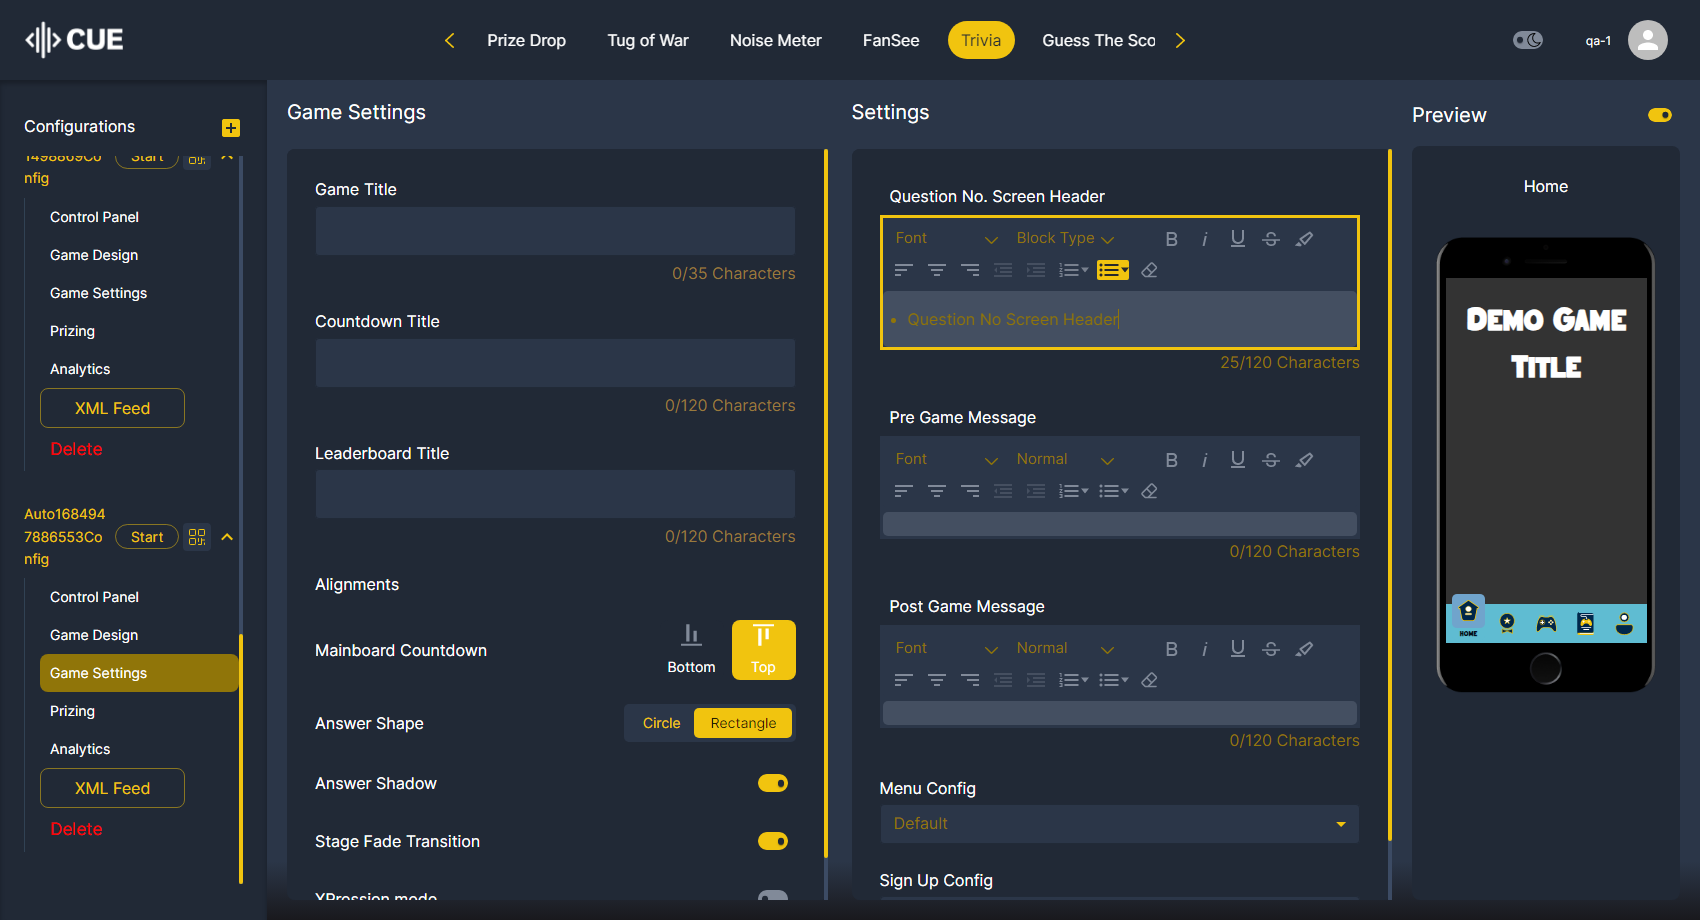 CUE
Prize Drop
Tug of War
Noise Meter
FanSee
Trivia
Guess The Sco
qa-1
Configurations
1498869Co
nfig
Start
Control Panel
Game Design
Game Settings
Prizing
Analytics
XML Feed
Delete
Auto168494
7886553Co
nfig
Start
Control Panel
Game Design
Game Settings
Prizing
Analytics
XML Feed
Delete
Game Settings
Game Title
0/35 Characters
Countdown Title
0/120 Characters
Leaderboard Title
0/120 Characters
Alignments
Mainboard Countdown
Bottom
Top
Answer Shape
Circle
Rectangle
Answer Shadow
Stage Fade Transition
XPression mode
Settings
Question No. Screen Header
Font
Block Type
B i U S
• Question No Screen Header
25/120 Characters
Pre Game Message
Font
Normal
B i U S
0/120 Characters
Post Game Message
Font
Normal
B i U S
0/120 Characters
Menu Config
Default
Sign Up Config
Preview
Home
DEMO GAME
TITLE
HOME